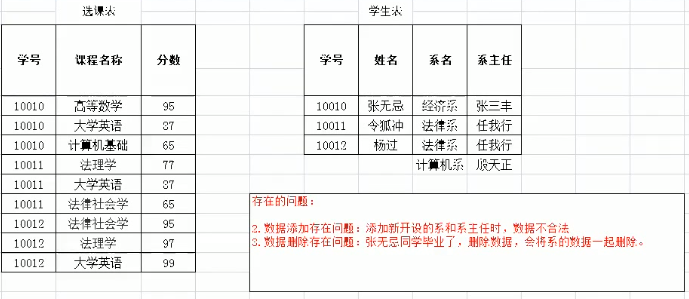 选课表
学生表
学号 课程名称 分数
学号 姓名 系名 系主任
10010 高等数学 95
10010 张无忌 经济系 张三丰
10010 大学英语 87
10011 令狐冲 法律系 任我行
10010 计算机基础 65
10012 杨过 法律系 任我行
10011 法理学 77
计算机系 殷天正
10011 大学英语 87
10011 法律社会学 65
10012 法律社会学 95
10012 法理学 97
10012 大学英语 99
存在的问题：
2.数据添加存在问题：添加新开设的系和系主任时，数据不合法
3.数据删除存在问题：张无忌同学毕业了，删除数据，会将系的数据一起删除。